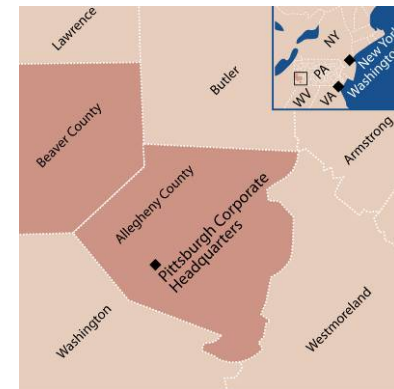 Lawrence
NY
New York
PA
Washington
WV
VA
Butler
Beaver County
Armstrong
Allegheny County
Pittsburgh Corporate
Headquarters
Washington
Westmoreland